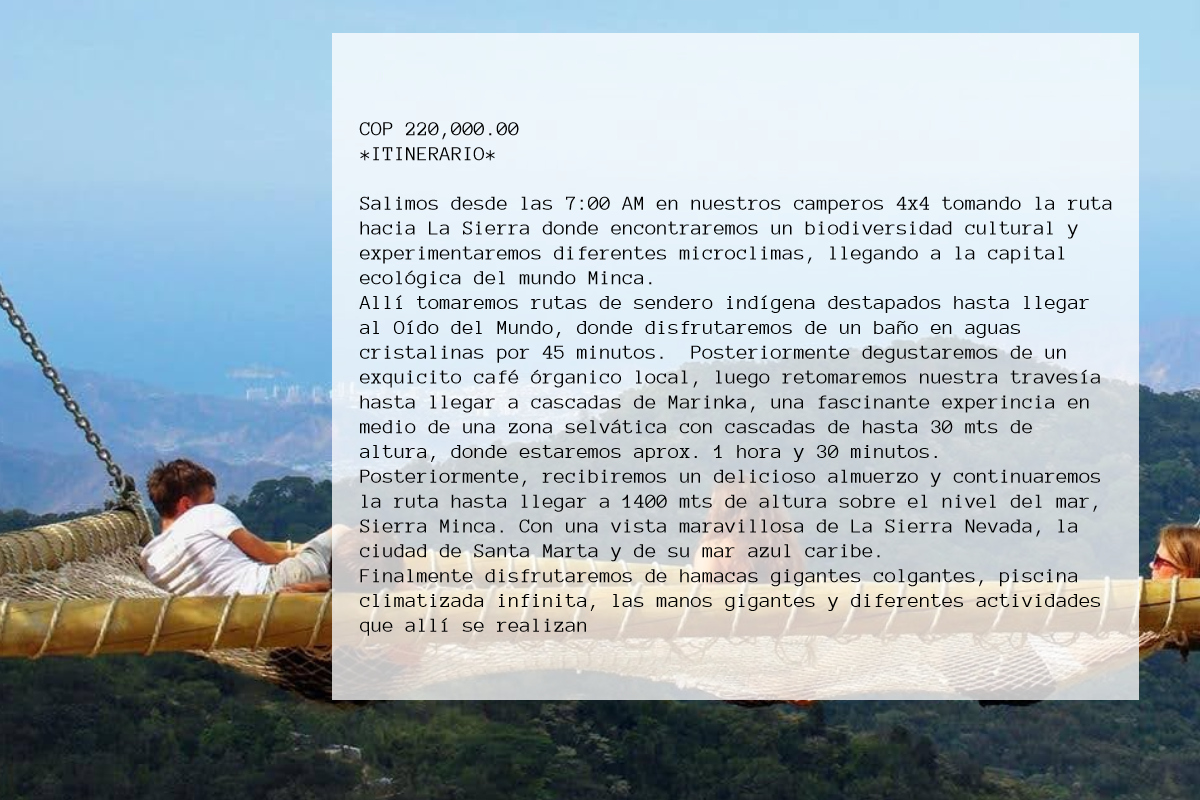 COP 220,000.00
*ITINERARIO*
Salimos desde las 7:00 AM en nuestros camperos 4x4 tomando la ruta
hacia La Sierra donde encontraremos un biodiversidad cultural y
experimentaremos diferentes microclimas, llegando a la capital
ecológica del mundo Minca.
Allí tomaremos rutas de sendero indígena destapados hasta llegar
al Oído del Mundo, donde disfrutaremos de un baño en aguas
cristalinas por 45 minutos.  Posteriormente degustaremos de un
exquicito café órganico local, luego retomaremos nuestra travesía
hasta llegar a cascadas de Marinka, una fascinante experincia en
medio de una zona selvática con cascadas de hasta 30 mts de
altura, donde estaremos aprox. 1 hora y 30 minutos.
Posteriormente, recibiremos un delicioso almuerzo y continuaremos
la ruta hasta llegar a 1400 mts de altura sobre el nivel del mar,
Sierra Minca. Con una vista maravillosa de La Sierra Nevada, la
ciudad de Santa Marta y de su mar azul caribe.
Finalmente disfrutaremos de hamacas gigantes colgantes, piscina
climatizada infinita, las manos gigantes y diferentes actividades
que allí se realizan